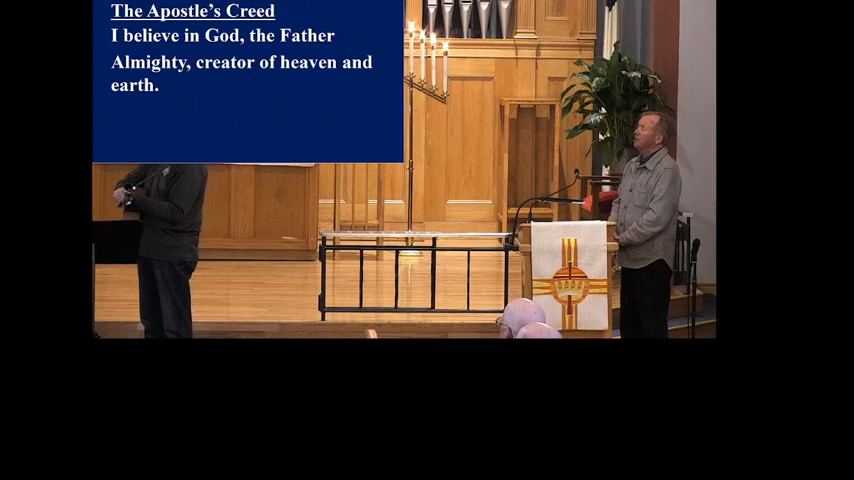 The Apostle's Creed
I believe in God, the Father
Almighty, creator of heaven and
earth.